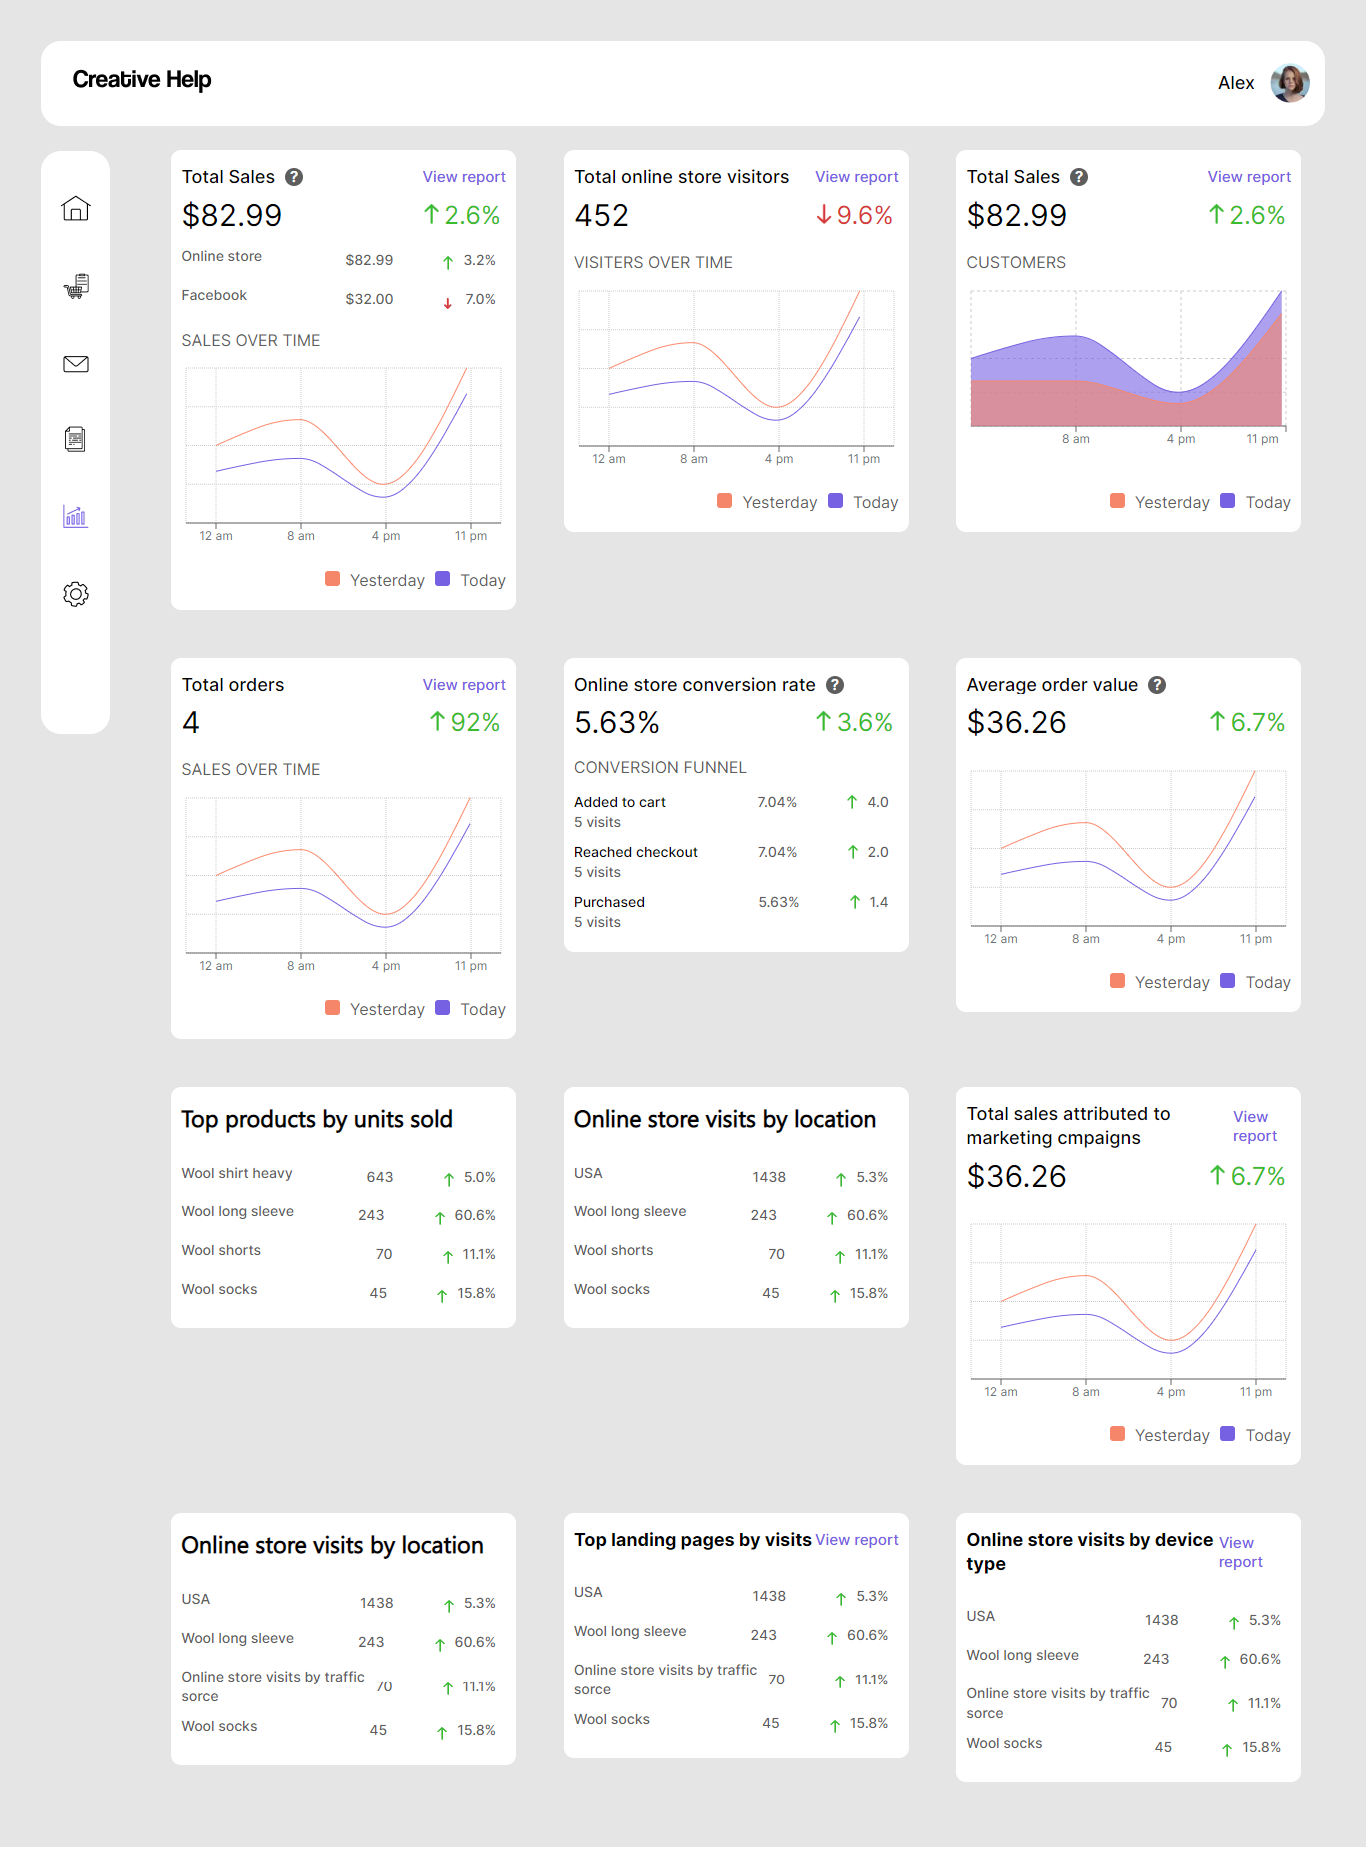 Creative Help
Alex
Total Sales ?
View report
$82.99
2.6%
Online store $82.99 3.2%
Facebook $32.00 7.0%
SALES OVER TIME
12 am 8 am 4 pm 11 pm
Yesterday Today
Total online store visitors
View report
452
9.6%
VISITERS OVER TIME
12 am 8 am 4 pm 11 pm
Yesterday Today
Total Sales ?
View report
$82.99
2.6%
CUSTOMERS
8 am 4 pm 11 pm
Yesterday Today
Total orders
View report
4
92%
SALES OVER TIME
12 am 8 am 4 pm 11 pm
Yesterday Today
Online store conversion rate ?
5.63%
3.6%
CONVERSION FUNNEL
Added to cart 7.04% 4.0
5 visits
Reached checkout 7.04% 2.0
5 visits
Purchased 5.63% 1.4
5 visits
Average order value ?
$36.26
6.7%
12 am 8 am 4 pm 11 pm
Yesterday Today
Top products by units sold
Wool shirt heavy 643 5.0%
Wool long sleeve 243 60.6%
Wool shorts 70 11.1%
Wool socks 45 15.8%
Online store visits by location
USA 1438 5.3%
Wool long sleeve 243 60.6%
Wool shorts 70 11.1%
Wool socks 45 15.8%
Total sales attributed to
marketing cmpaigns
View
report
$36.26
6.7%
12 am 8 am 4 pm 11 pm
Yesterday Today
Online store visits by location
USA 1438 5.3%
Wool long sleeve 243 60.6%
Online store visits by traffic
sorce
70 11.1%
Wool socks 45 15.8%
Top landing pages by visits
View report
USA 1438 5.3%
Wool long sleeve 243 60.6%
Online store visits by traffic
sorce
70 11.1%
Wool socks 45 15.8%
Online store visits by device
type
View
report
USA 1438 5.3%
Wool long sleeve 243 60.6%
Online store visits by traffic
sorce
70 11.1%
Wool socks 45 15.8%